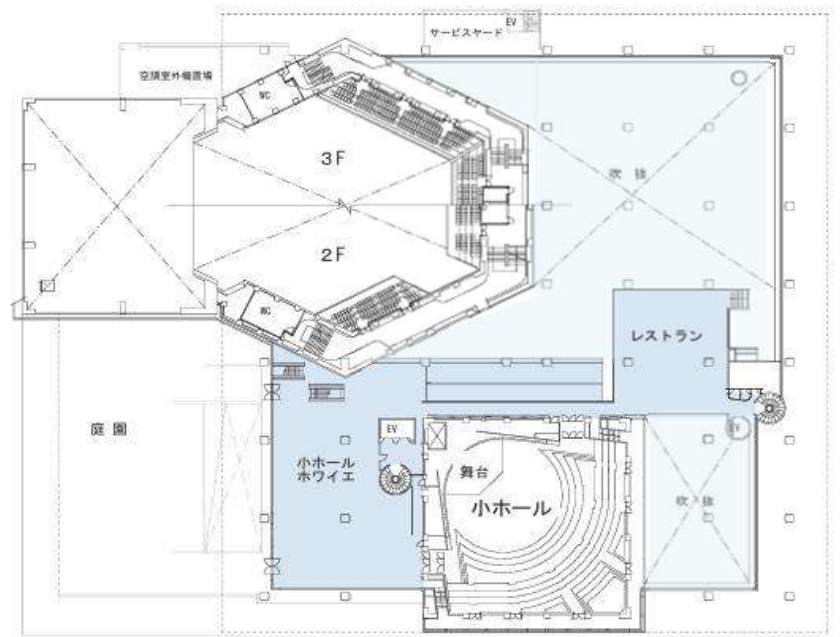 EV
サービスヤード
空調室外機置場
WC
3F
吹 抜
2F
WC
レストラン
庭 園
EV
EV
小ホール
ホワイエ
舞台
小ホール
吹 抜